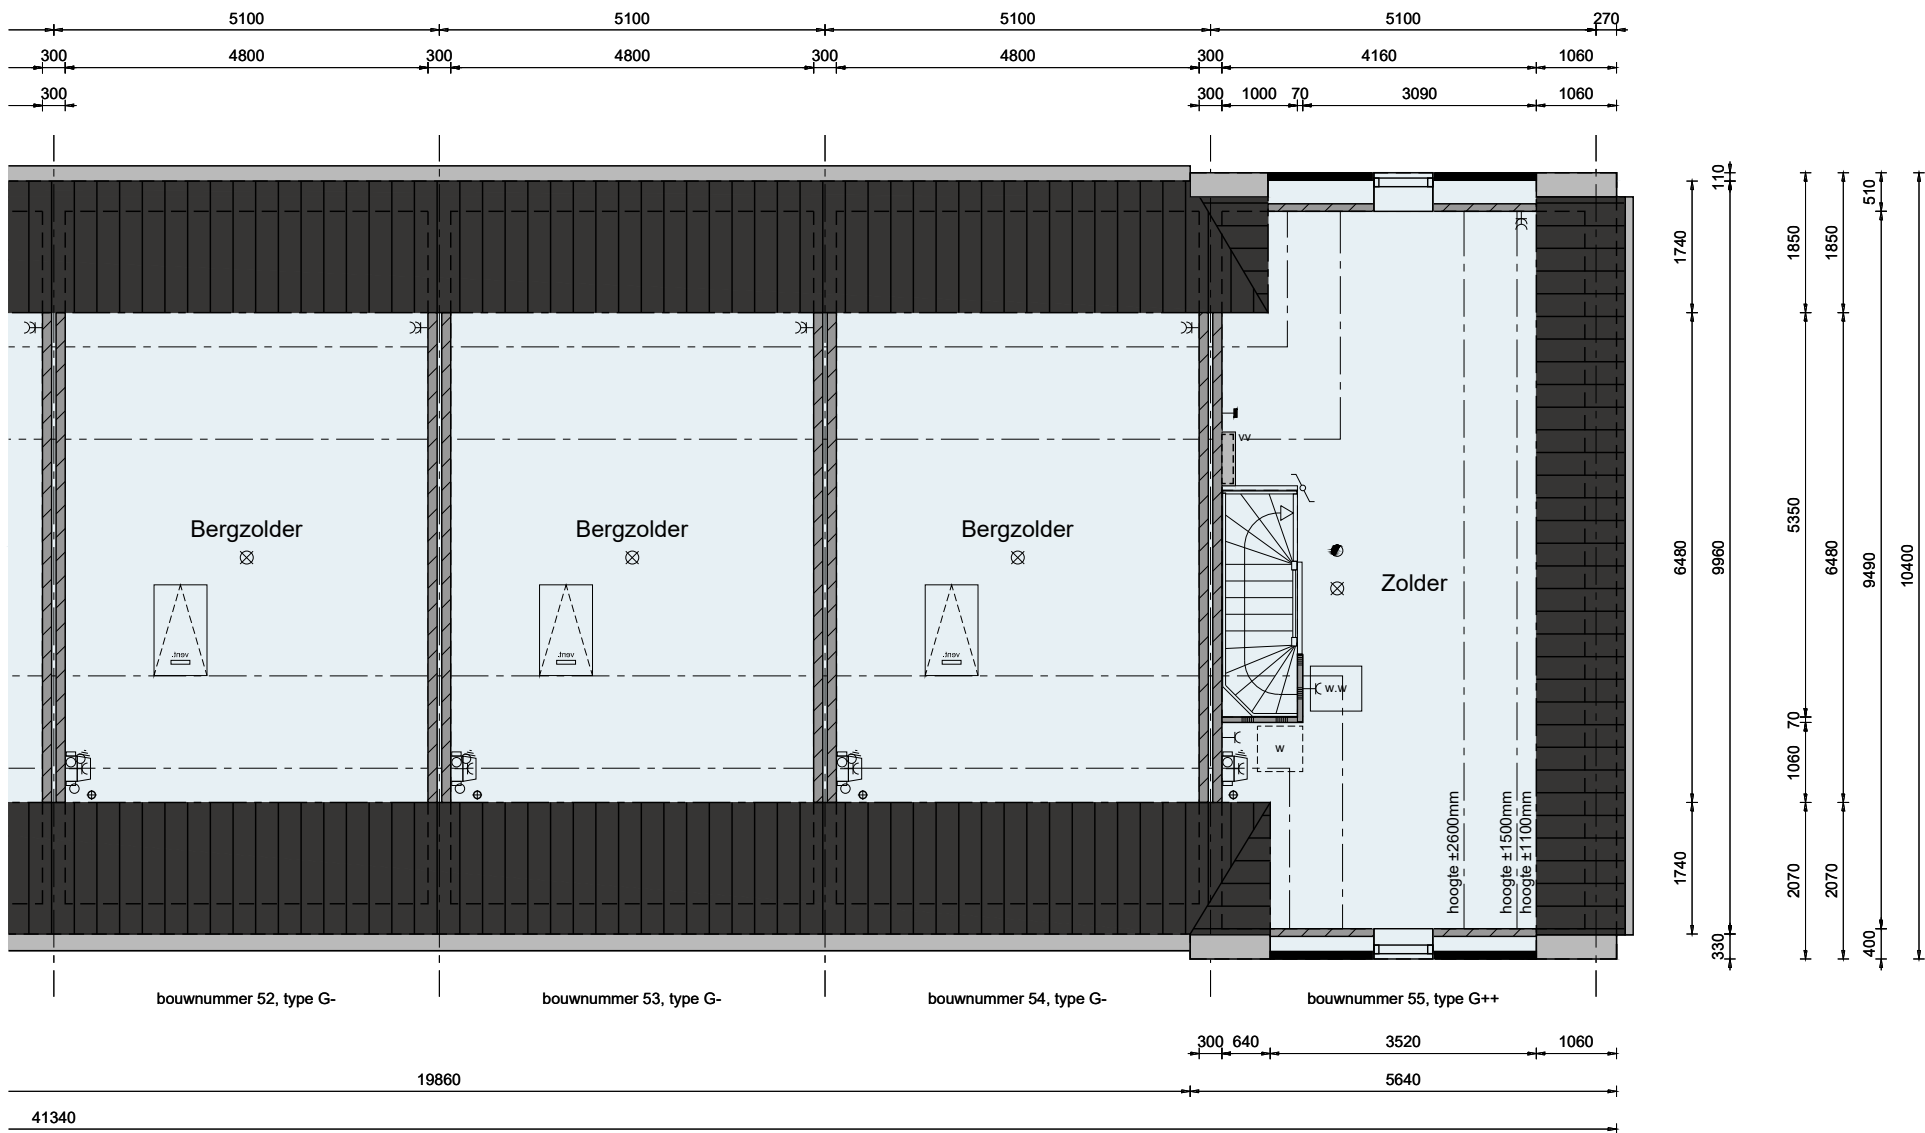 5100 5100 5100 5100 270
300 4800 300 4800 300 4800 300 4160 1060
300 300 1000 70 3090 1060
110
510
1740
1850
1850
vv
Bergzolder Bergzolder Bergzolder
Zolder
6480
9960
5350
6480
9490
10400
vent. vent. vent.
w.w
w
70
1060
hoogte ±2600mm
hoogte ±1500mm
hoogte ±1100mm
1740
2070
2070
330
400
bouwnummer 52, type G- bouwnummer 53, type G- bouwnummer 54, type G- bouwnummer 55, type G++
300 640 3520 1060
19860 5640
41340